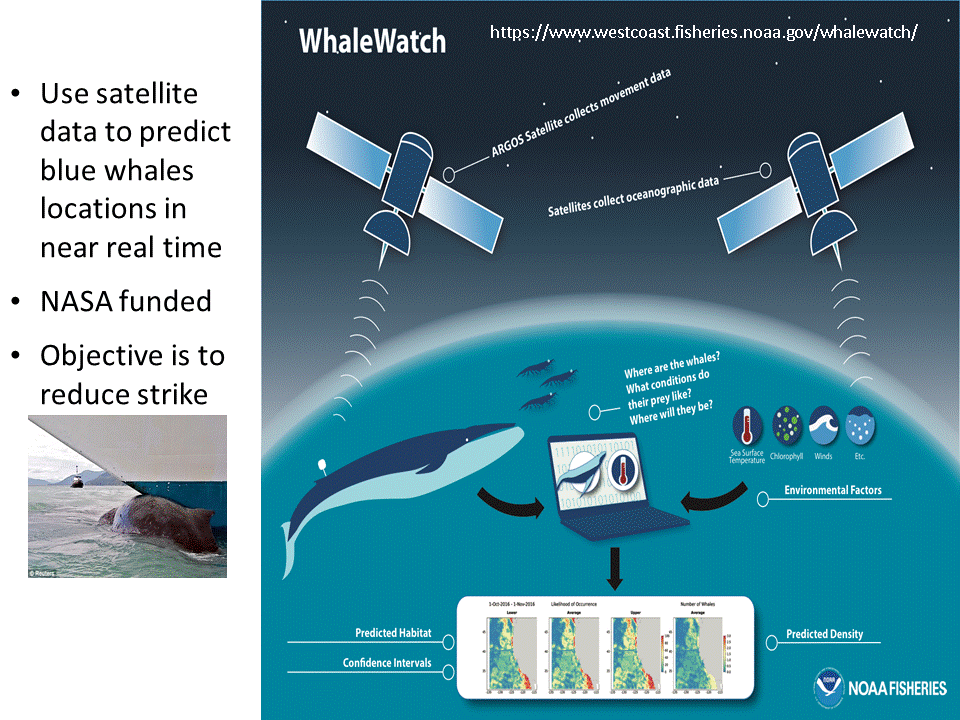 WhaleWatch
https://www.westcoast.fisheries.noaa.gov/whalewatch/
• Use satellite
data to predict
blue whales
locations in
near real time
• NASA funded
• Objective is to
reduce strike
© Reuters
ARGOS Satellite collects movement data
Satellites collect oceanographic data
Where are the whales?
What conditions do
their prey like?
Where will they be?
Sea Surface
Temperature
Chlorophyll
Winds
Etc.
Environmental Factors
Predicted Habitat
Confidence Intervals
3-Oct-2016 - 1-Nov-2016
Likelihood of Occurrence
Number of Whales
Lower
Average
Upper
Average
Predicted Density
NOAA
NOAA FISHERIES